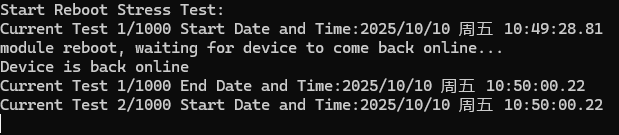 Start Reboot Stress Test:
Current Test 1/1000 Start Date and Time:2025/10/10 周五 10:49:28.81
module reboot, waiting for device to come back online...
Device is back online
Current Test 1/1000 End Date and Time:2025/10/10 周五 10:50:00.22
Current Test 2/1000 Start Date and Time:2025/10/10 周五 10:50:00.22